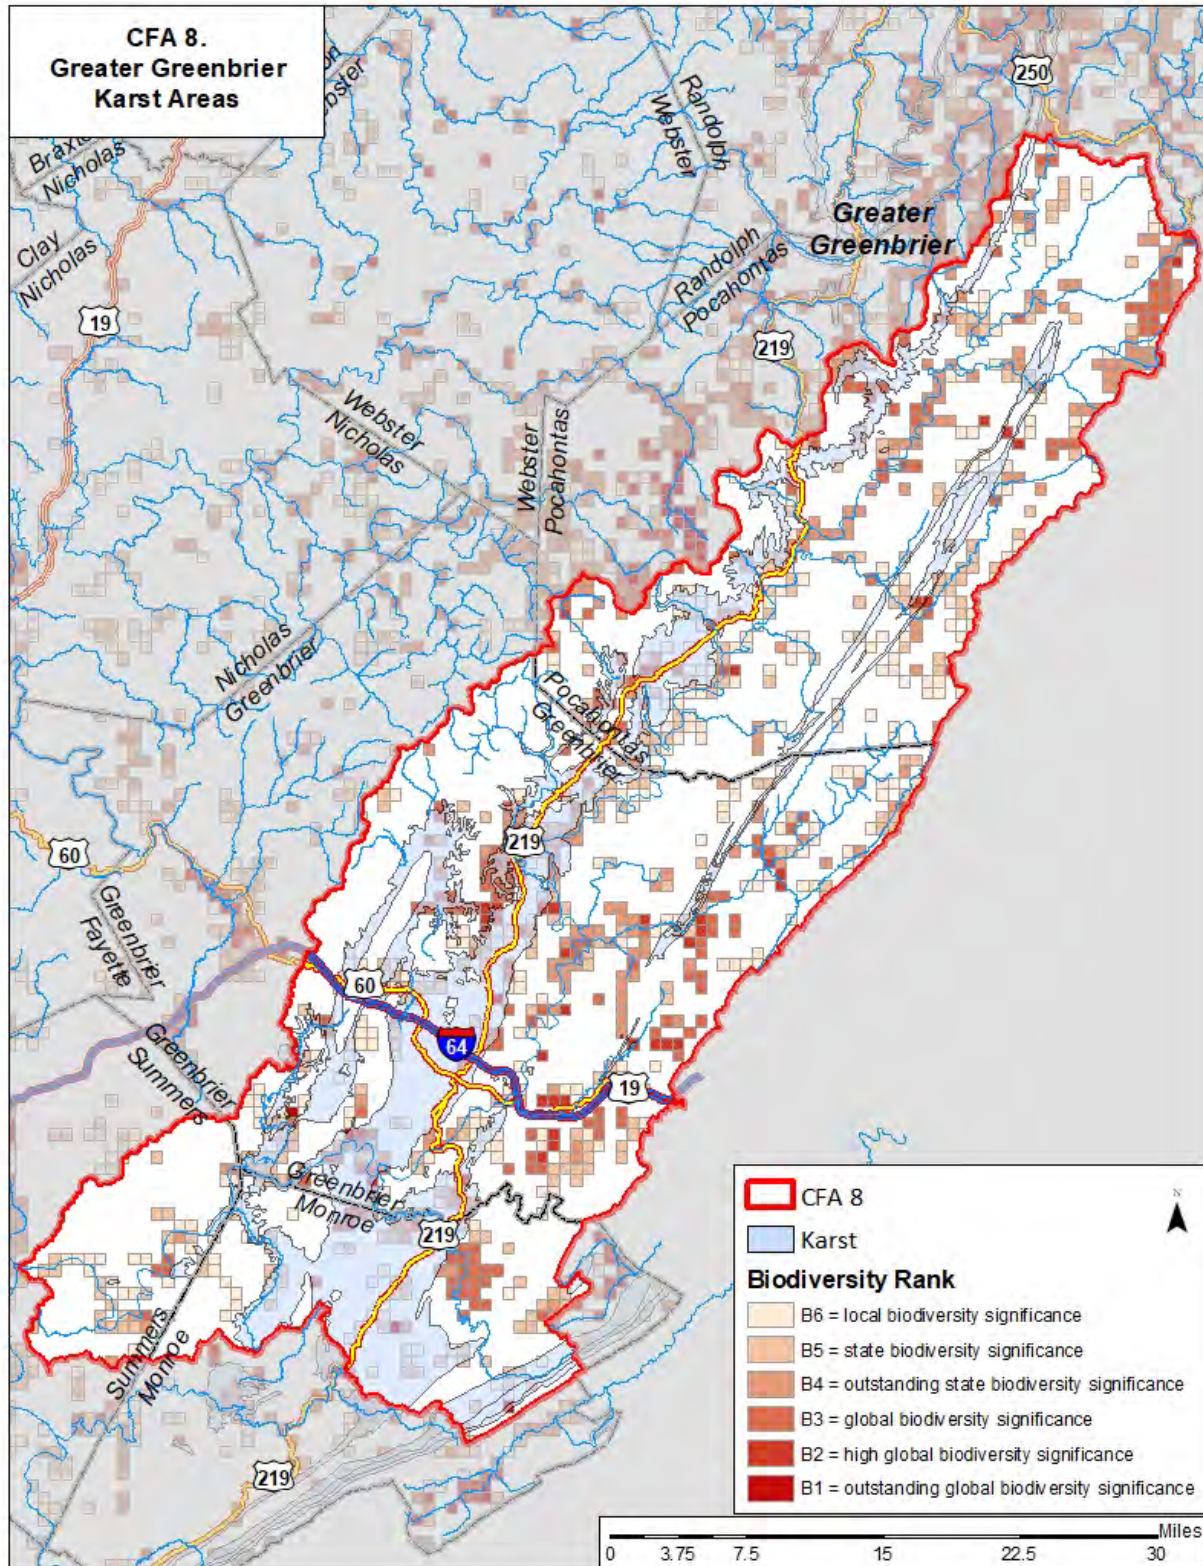 CFA 8.
Greater Greenbrier
Karst Areas
Webster
Braxton
Nicholas
Clay
Nicholas
Randolph
Webster
250
Greater
Greenbrier
Randolph
Pocahontas
19
219
Webster
Nicholas
Webster
Pocahontas
Nicholas
Greenbrier
Pocahontas
Greenbrier
60
219
Greenbrier
Fayette
60
64
Greenbrier
Summers
19
Greenbrier
Monroe
219
Summers
Monroe
219
CFA 8
Karst
N
Biodiversity Rank
B6 = local biodiversity significance
B5 = state biodiversity significance
B4 = outstanding state biodiversity significance
B3 = global biodiversity significance
B2 = high global biodiversity significance
B1 = outstanding global biodiversity significance
Miles
0 3.75 7.5 15 22.5 30